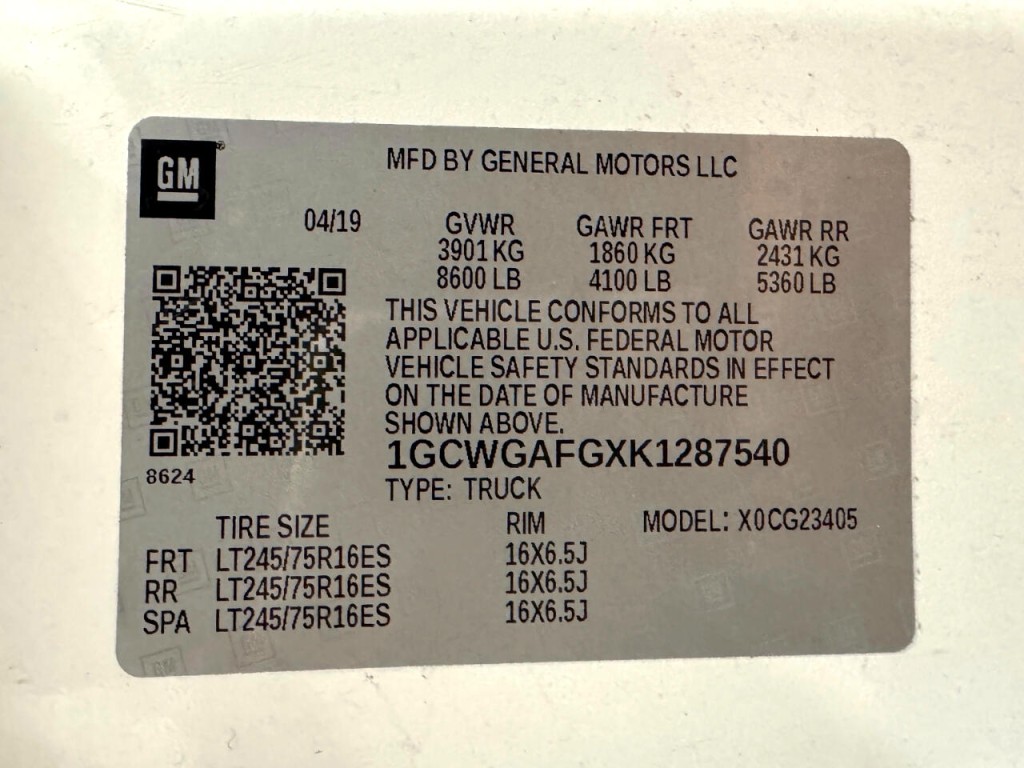 GM
MFD BY GENERAL MOTORS LLC
04/19 GVWR GAWR FRT GAWR RR
3901 KG 1860 KG 2431 KG
8600 LB 4100 LB 5360 LB
THIS VEHICLE CONFORMS TO ALL
APPLICABLE U.S. FEDERAL MOTOR
VEHICLE SAFETY STANDARDS IN EFFECT
ON THE DATE OF MANUFACTURE
SHOWN ABOVE.
1GCWGAFGXK1287540
8624
TYPE: TRUCK
TIRE SIZE RIM MODEL: X0CG23405
FRT LT245/75R16ES 16X6.5J
RR LT245/75R16ES 16X6.5J
SPA LT245/75R16ES 16X6.5J